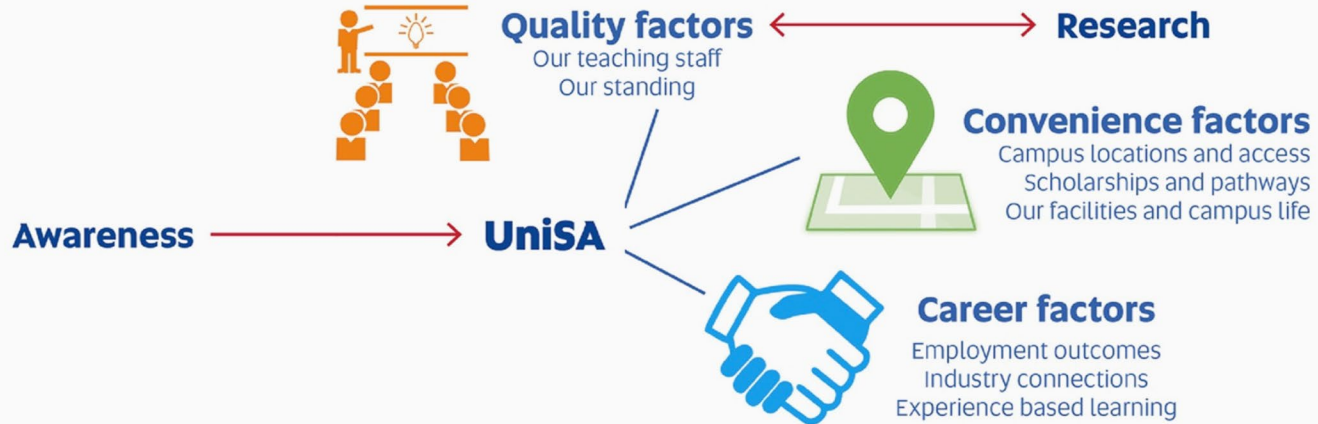 Quality factors
Our teaching staff
Our standing
Research
Convenience factors
Campus locations and access
Scholarships and pathways
Our facilities and campus life
Awareness
UniSA
Career factors
Employment outcomes
Industry connections
Experience based learning